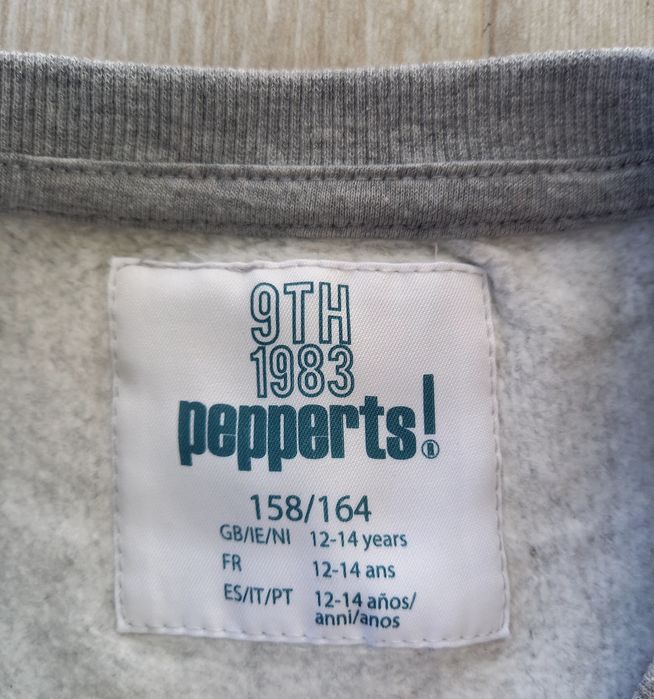 9TH
1983
pepperts!®
158/164
GB/IE/NI 12-14 years
FR 12-14 ans
ES/IT/PT 12-14 años/
anni/anos